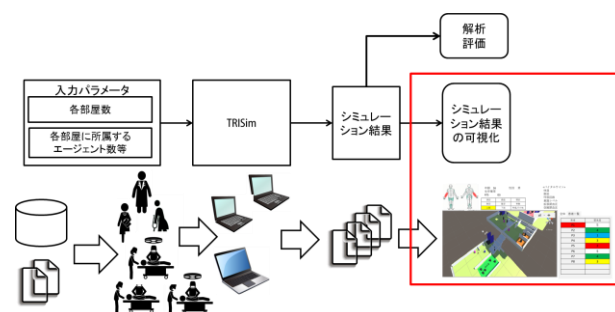 解析
評価
入力パラメータ
各部屋数
各部屋に所属する
エージェント数等
TRISim
シミュレー
ション結果
シミュレー
ション結果
の可視化